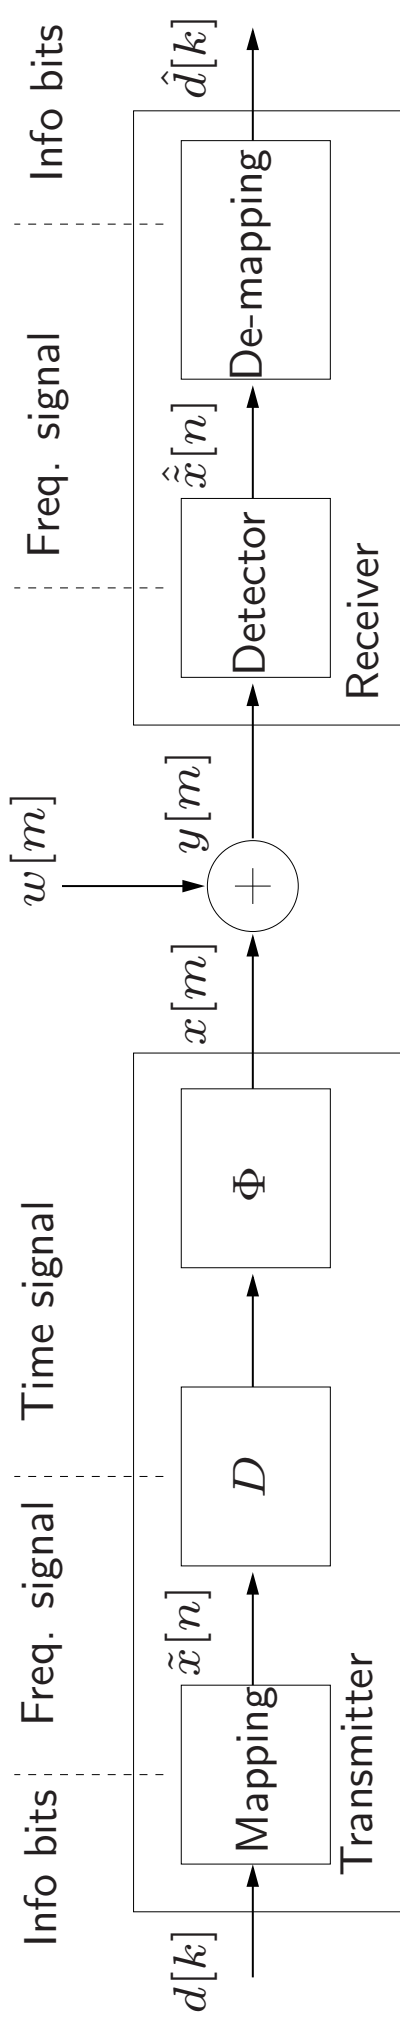 Info bits
Freq. signal
Time signal
Freq. signal
Info bits
d[k]
Mapping
x̃[n]
D
Φ
x[m]
w[m]
+
y[m]
Detector
x̃̂[n]
De-mapping
d̂[k]
Transmitter
Receiver